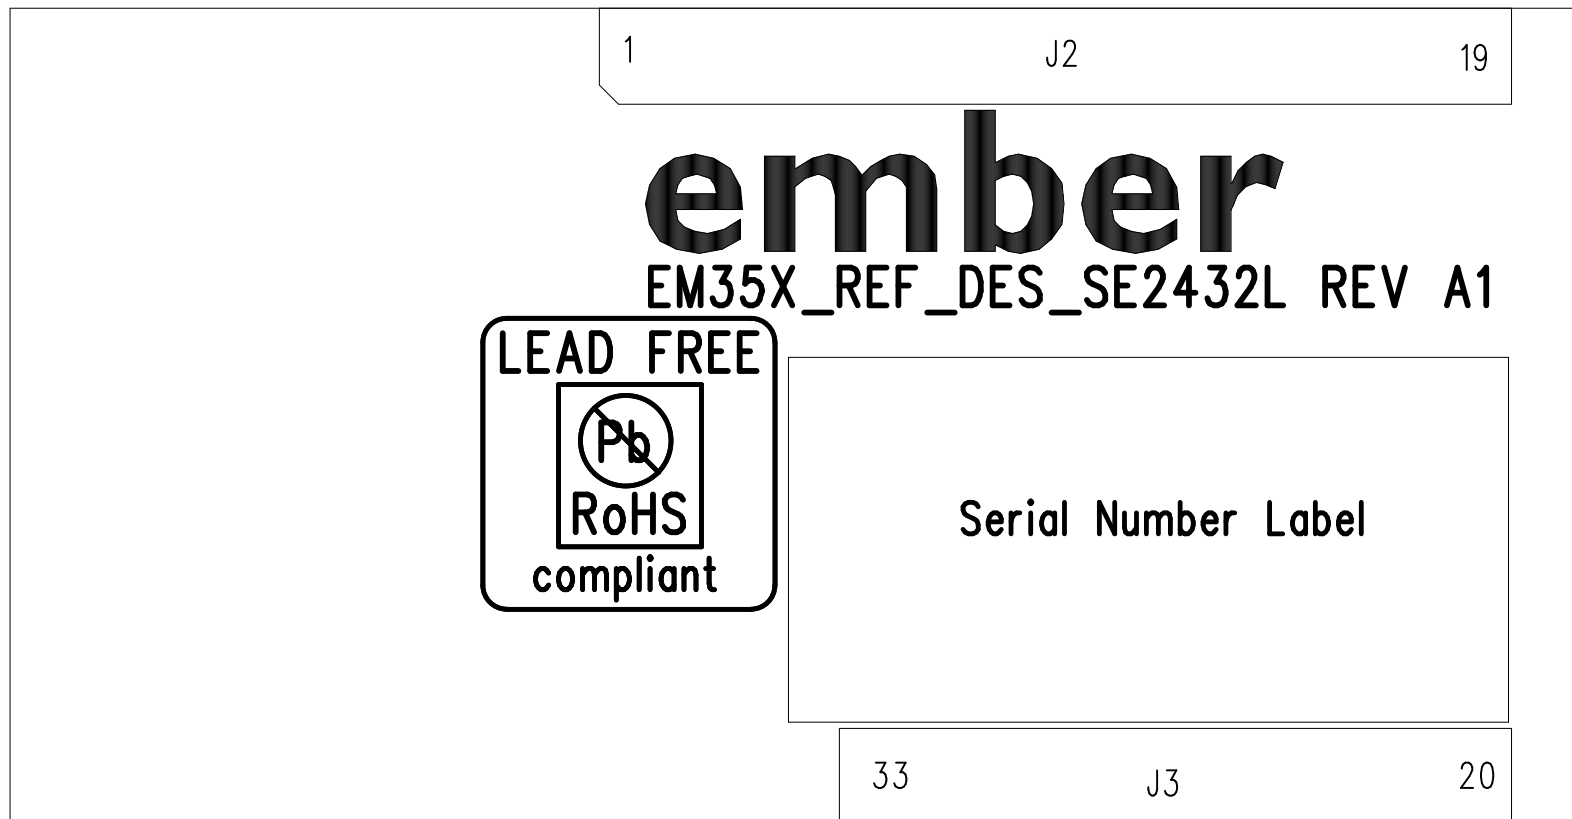 1 J2 19
ember
EM35X_REF_DES_SE2432L REV A1
LEAD FREE
Pb
RoHS
compliant
Serial Number Label
33 J3 20